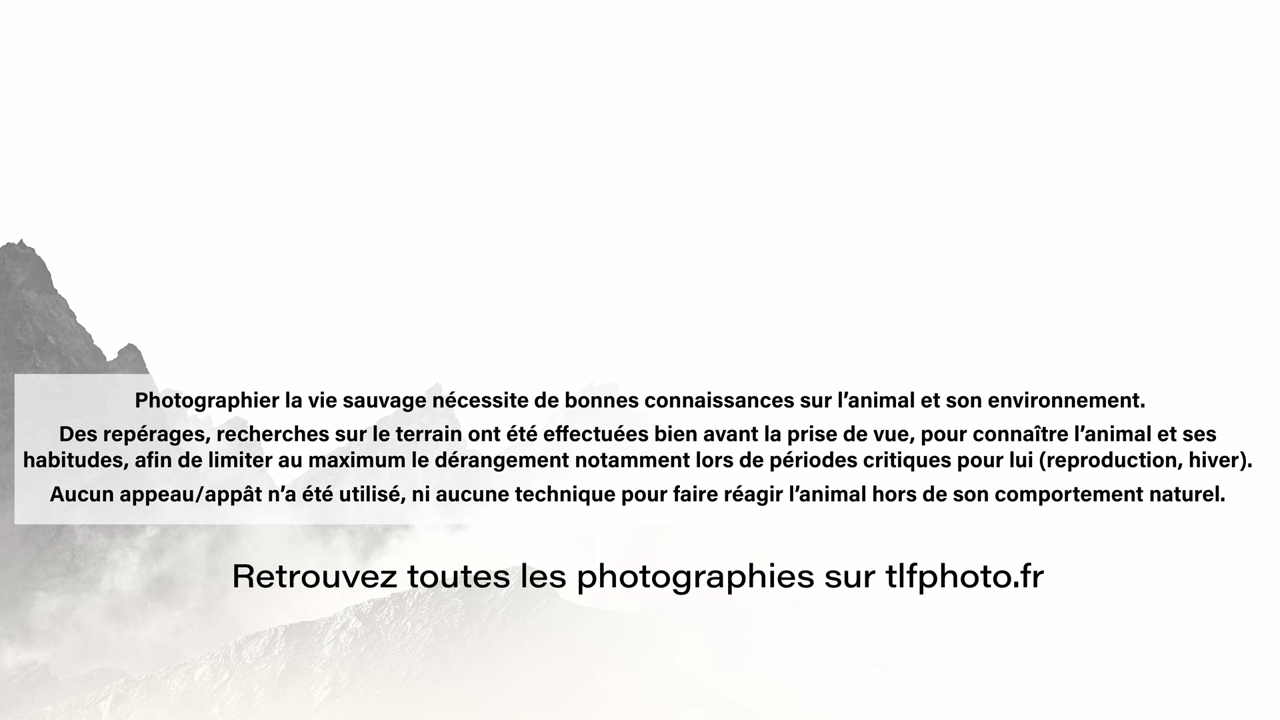 Photographier la vie sauvage nécessite de bonnes connaissances sur l’animal et son environnement.
Des repérages, recherches sur le terrain ont été effectuées bien avant la prise de vue, pour connaître l’animal et ses
habitudes, afin de limiter au maximum le dérangement notamment lors de périodes critiques pour lui (reproduction, hiver).
Aucun appeau/appât n’a été utilisé, ni aucune technique pour faire réagir l’animal hors de son comportement naturel.
Retrouvez toutes les photographies sur tlfphoto.fr